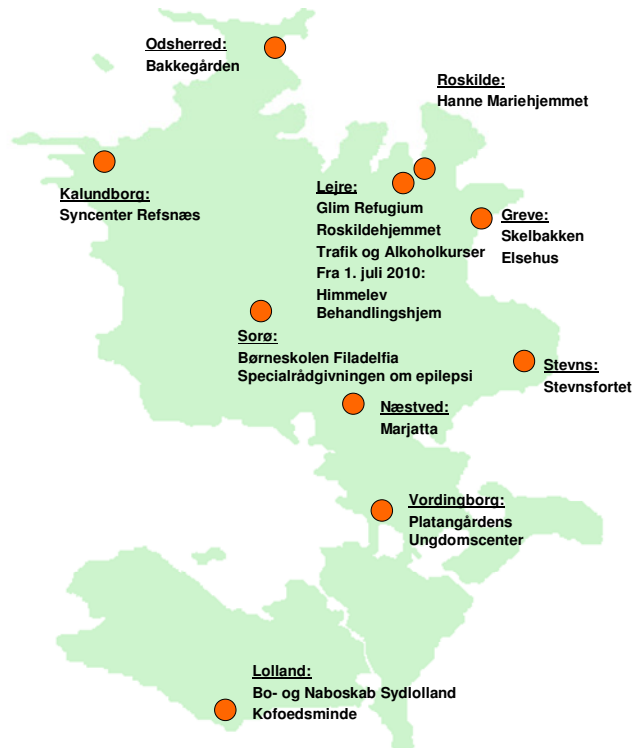 Odsherred:
Bakkegården
Roskilde:
Hanne Mariehjemmet
Kalundborg:
Syncenter Refsnæs
Lejre:
Glim Refugium
Roskildehjemmet
Trafik og Alkoholkurser
Fra 1. juli 2010:
Himmelev
Behandlingshjem
Greve:
Skelbakken
Elsehus
Sorø:
Børneskolen Filadelfia
Specialrådgivningen om epilepsi
Stevns:
Stevnsfortet
Næstved:
Marjatta
Vordingborg:
Platangårdens
Ungdomscenter
Lolland:
Bo- og Naboskab Sydlolland
Kofoedsminde